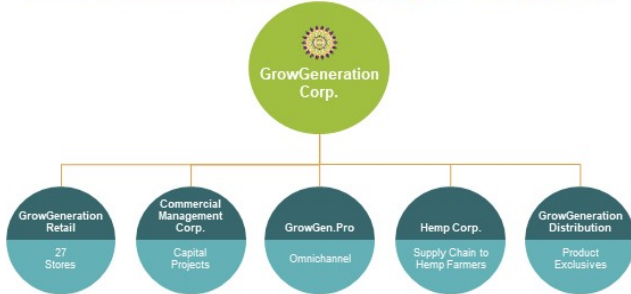 GrowGeneration
Corp.
GrowGeneration
Retail
27
Stores
Commercial
Management
Corp.
Capital
Projects
GrowGen.Pro
Omnichannel
Hemp Corp.
Supply Chain to
Hemp Farmers
GrowGeneration
Distribution
Product
Exclusives